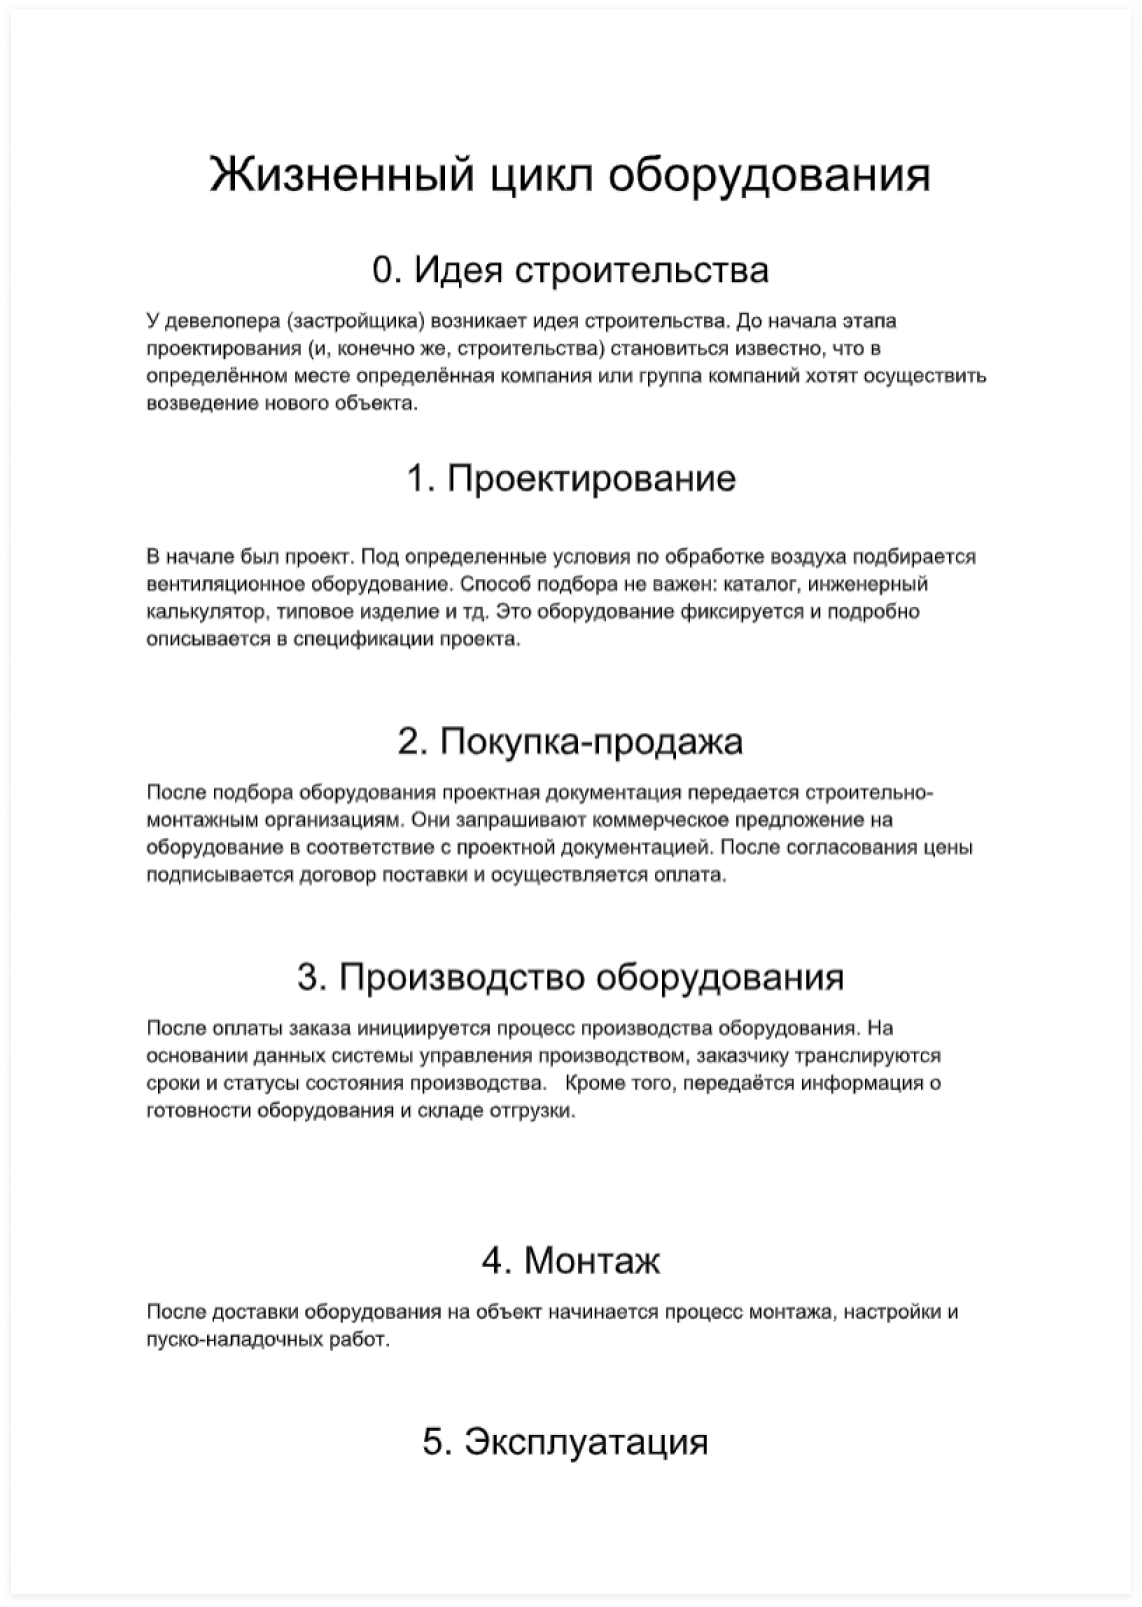 Жизненный цикл оборудования
0. Идея строительства
У девелопера (застройщика) возникает идея строительства. До начала этапа
проектирования (и, конечно же, строительства) становиться известно, что в
определённом месте определённая компания или группа компаний хотят осуществить
возведение нового объекта.
1. Проектирование
В начале был проект. Под определенные условия по обработке воздуха подбирается
вентиляционное оборудование. Способ подбора не важен: каталог, инженерный
калькулятор, типовое изделие и тд. Это оборудование фиксируется и подробно
описывается в спецификации проекта.
2. Покупка-продажа
После подбора оборудования проектная документация передается строительно-
монтажным организациям. Они запрашивают коммерческое предложение на
оборудование в соответствие с проектной документацией. После согласования цены
подписывается договор поставки и осуществляется оплата.
3. Производство оборудования
После оплаты заказа инициируется процесс производства оборудования. На
основании данных системы управления производством, заказчику транслируются
сроки и статусы состояния производства.   Кроме того, передаётся информация о
готовности оборудования и складе отгрузки.
4. Монтаж
После доставки оборудования на объект начинается процесс монтажа, настройки и
пуско-наладочных работ.
5. Эксплуатация